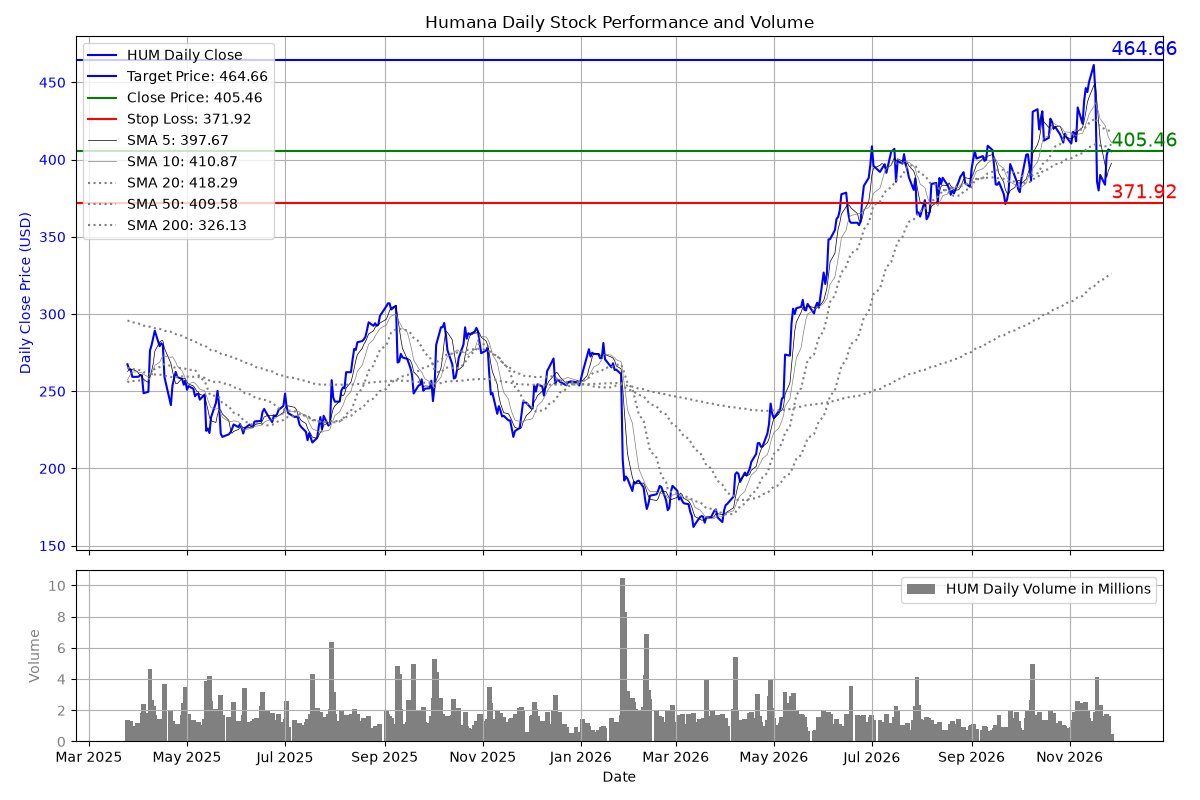 Humana Daily Stock Performance and Volume
HUM Daily Close
Target Price: 464.66
Close Price: 405.46
Stop Loss: 371.92
SMA 5: 397.67
SMA 10: 410.87
SMA 20: 418.29
SMA 50: 409.58
SMA 200: 326.13
464.66
405.46
371.92
Daily Close Price (USD)
450
400
350
300
250
200
150
HUM Daily Volume in Millions
Volume
10
8
6
4
2
0
Mar 2025 May 2025 Jul 2025 Sep 2025 Nov 2025 Jan 2026 Mar 2026 May 2026 Jul 2026 Sep 2026 Nov 2026
Date